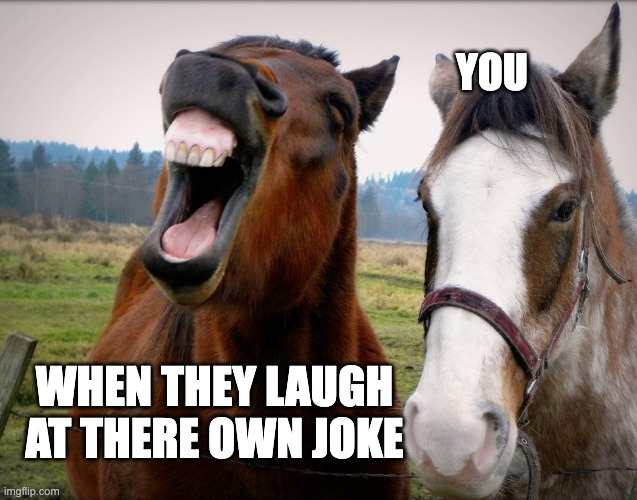 YOU
WHEN THEY LAUGH
AT THERE OWN JOKE
imgflip.com